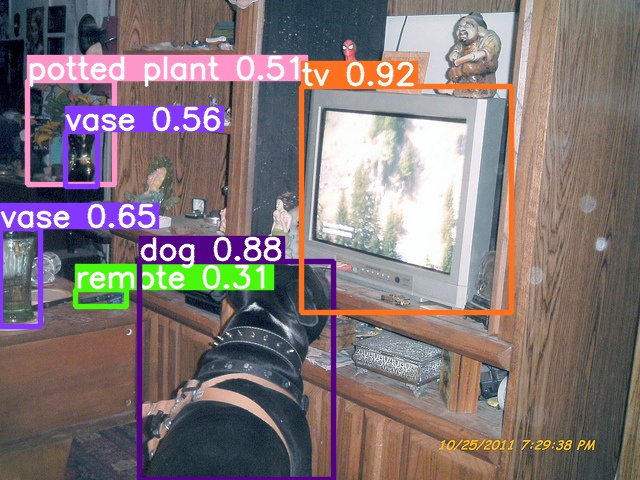 potted plant 0.51
tv 0.92
vase 0.56
vase 0.65
dog 0.88
remote 0.31
10/25/2011 7:29:38 PM